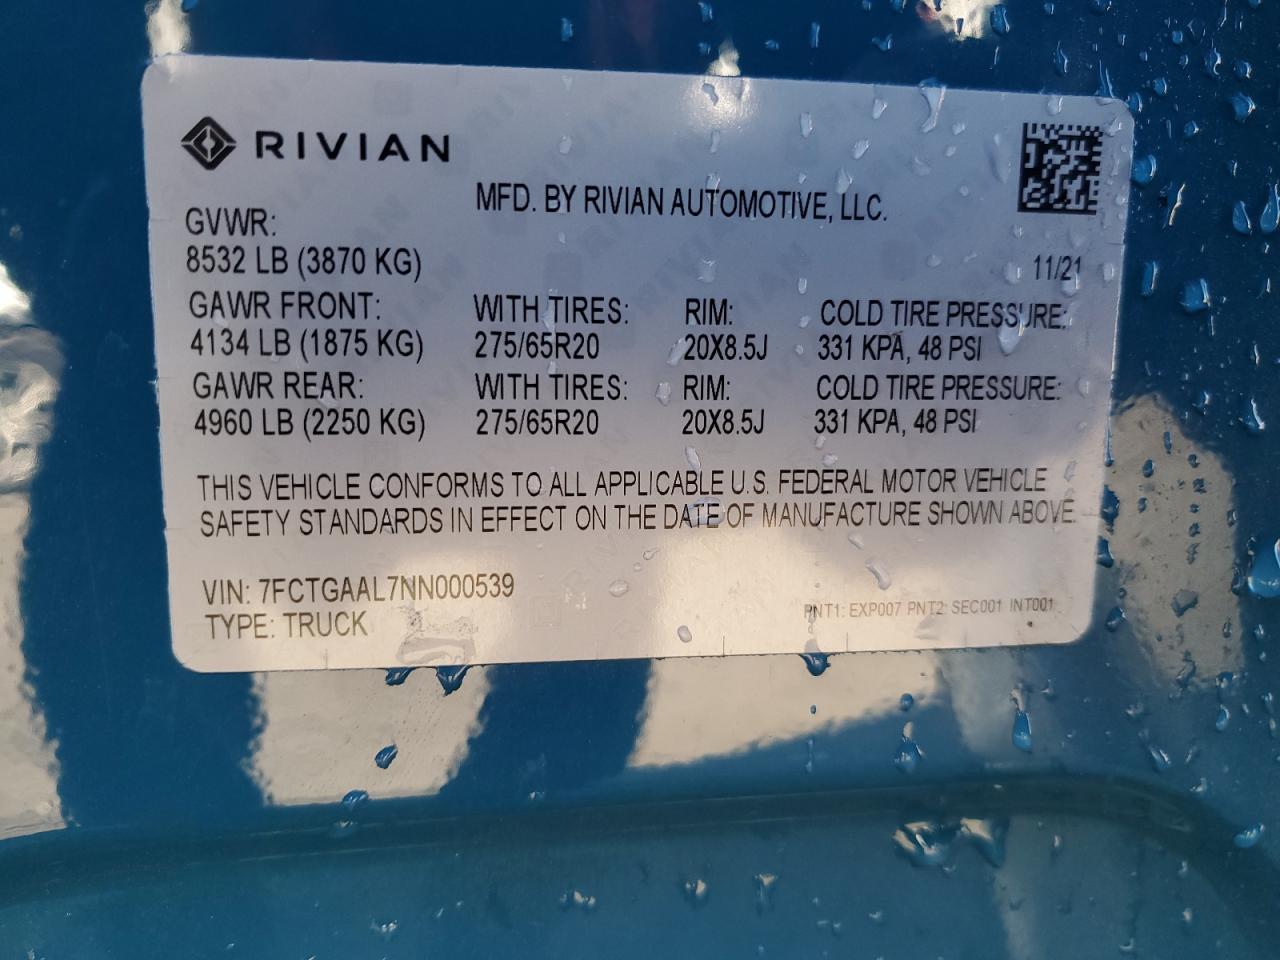 RIVIAN
MFD. BY RIVIAN AUTOMOTIVE, LLC.
GVWR:
8532 LB (3870 KG)
11/21
GAWR FRONT: WITH TIRES: RIM: COLD TIRE PRESSURE:
4134 LB (1875 KG) 275/65R20 20X8.5J 331 KPA, 48 PSI
GAWR REAR: WITH TIRES: RIM: COLD TIRE PRESSURE:
4960 LB (2250 KG) 275/65R20 20X8.5J 331 KPA, 48 PSI
THIS VEHICLE CONFORMS TO ALL APPLICABLE U.S. FEDERAL MOTOR VEHICLE
SAFETY STANDARDS IN EFFECT ON THE DATE OF MANUFACTURE SHOWN ABOVE.
VIN: 7FCTGAAL7NN000539
TYPE: TRUCK
PNT1: EXP007 PNT2: SEC001 INT001